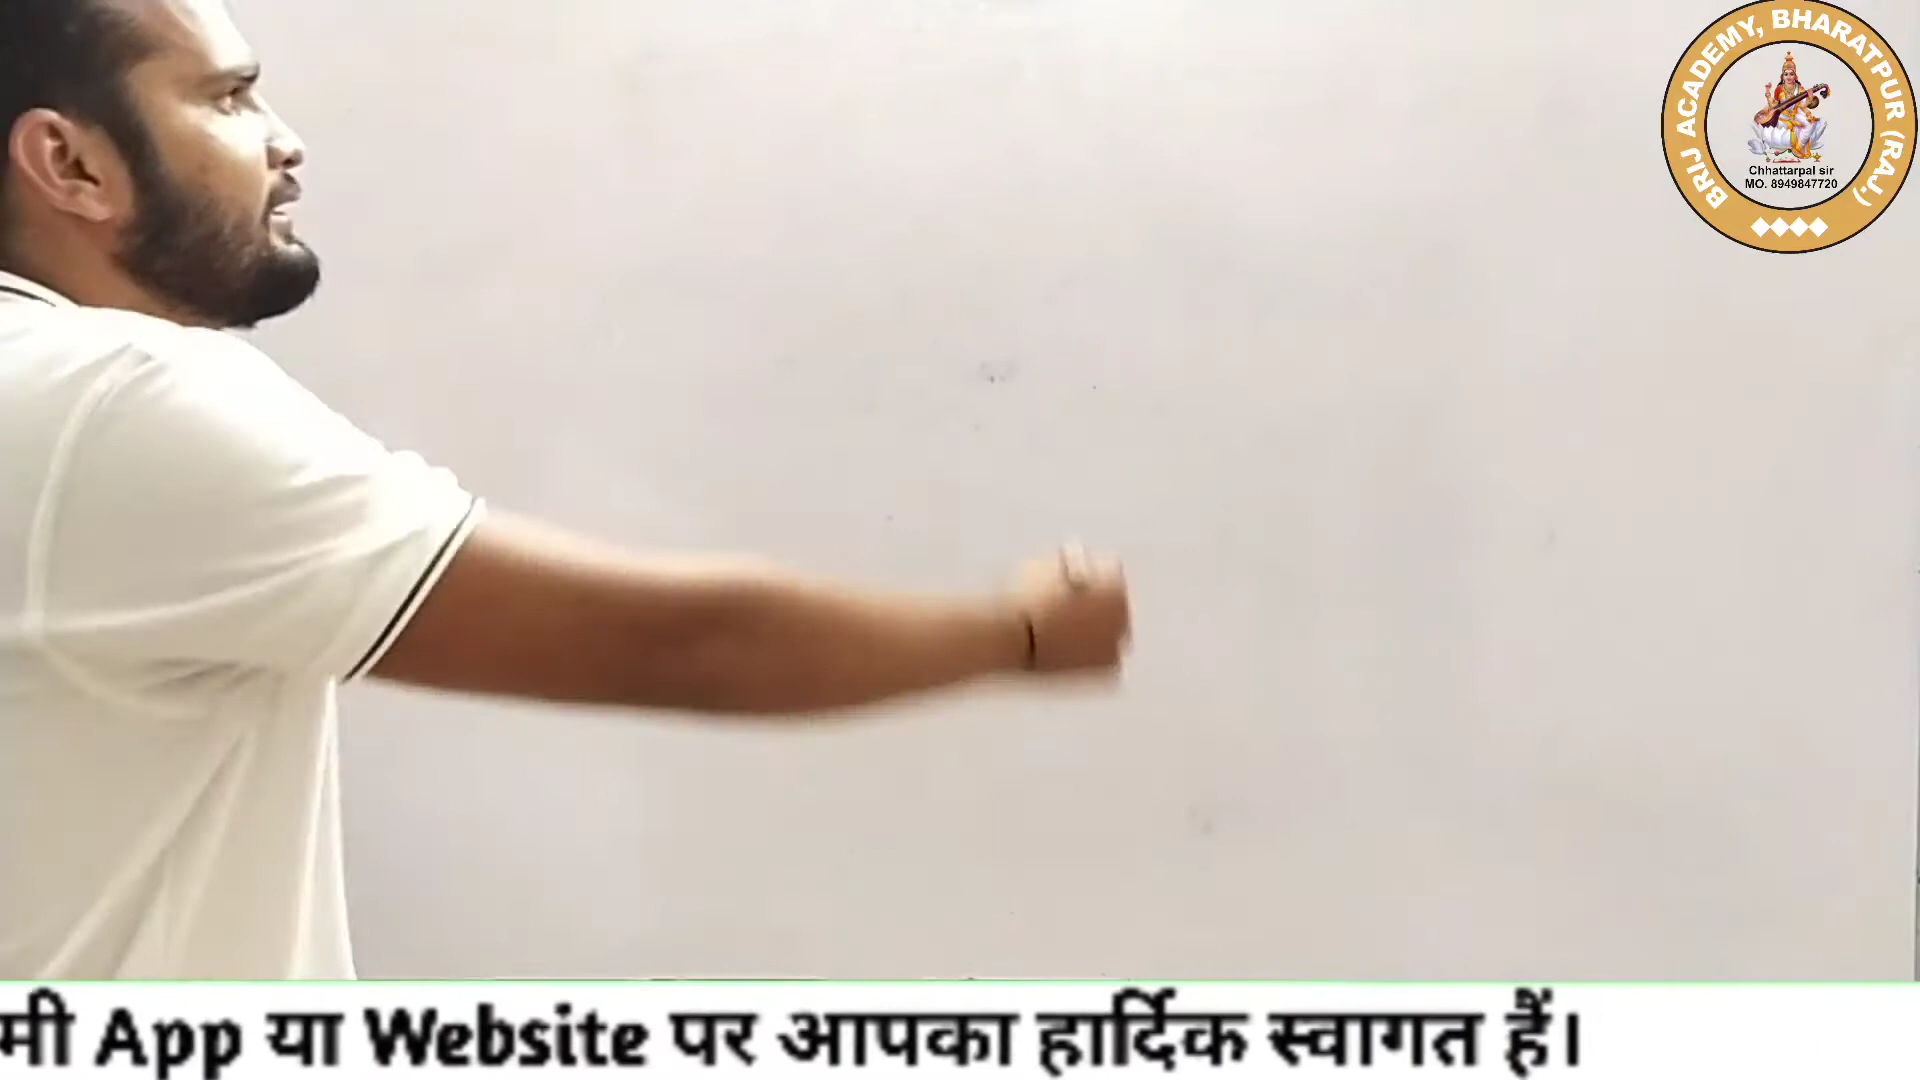 BRIJ ACADEMY, BHARATPUR (RAJ.)
Chhattarpal sir
MO. 8949847720
मी App या Website पर आपका हार्दिक स्वागत हैं।